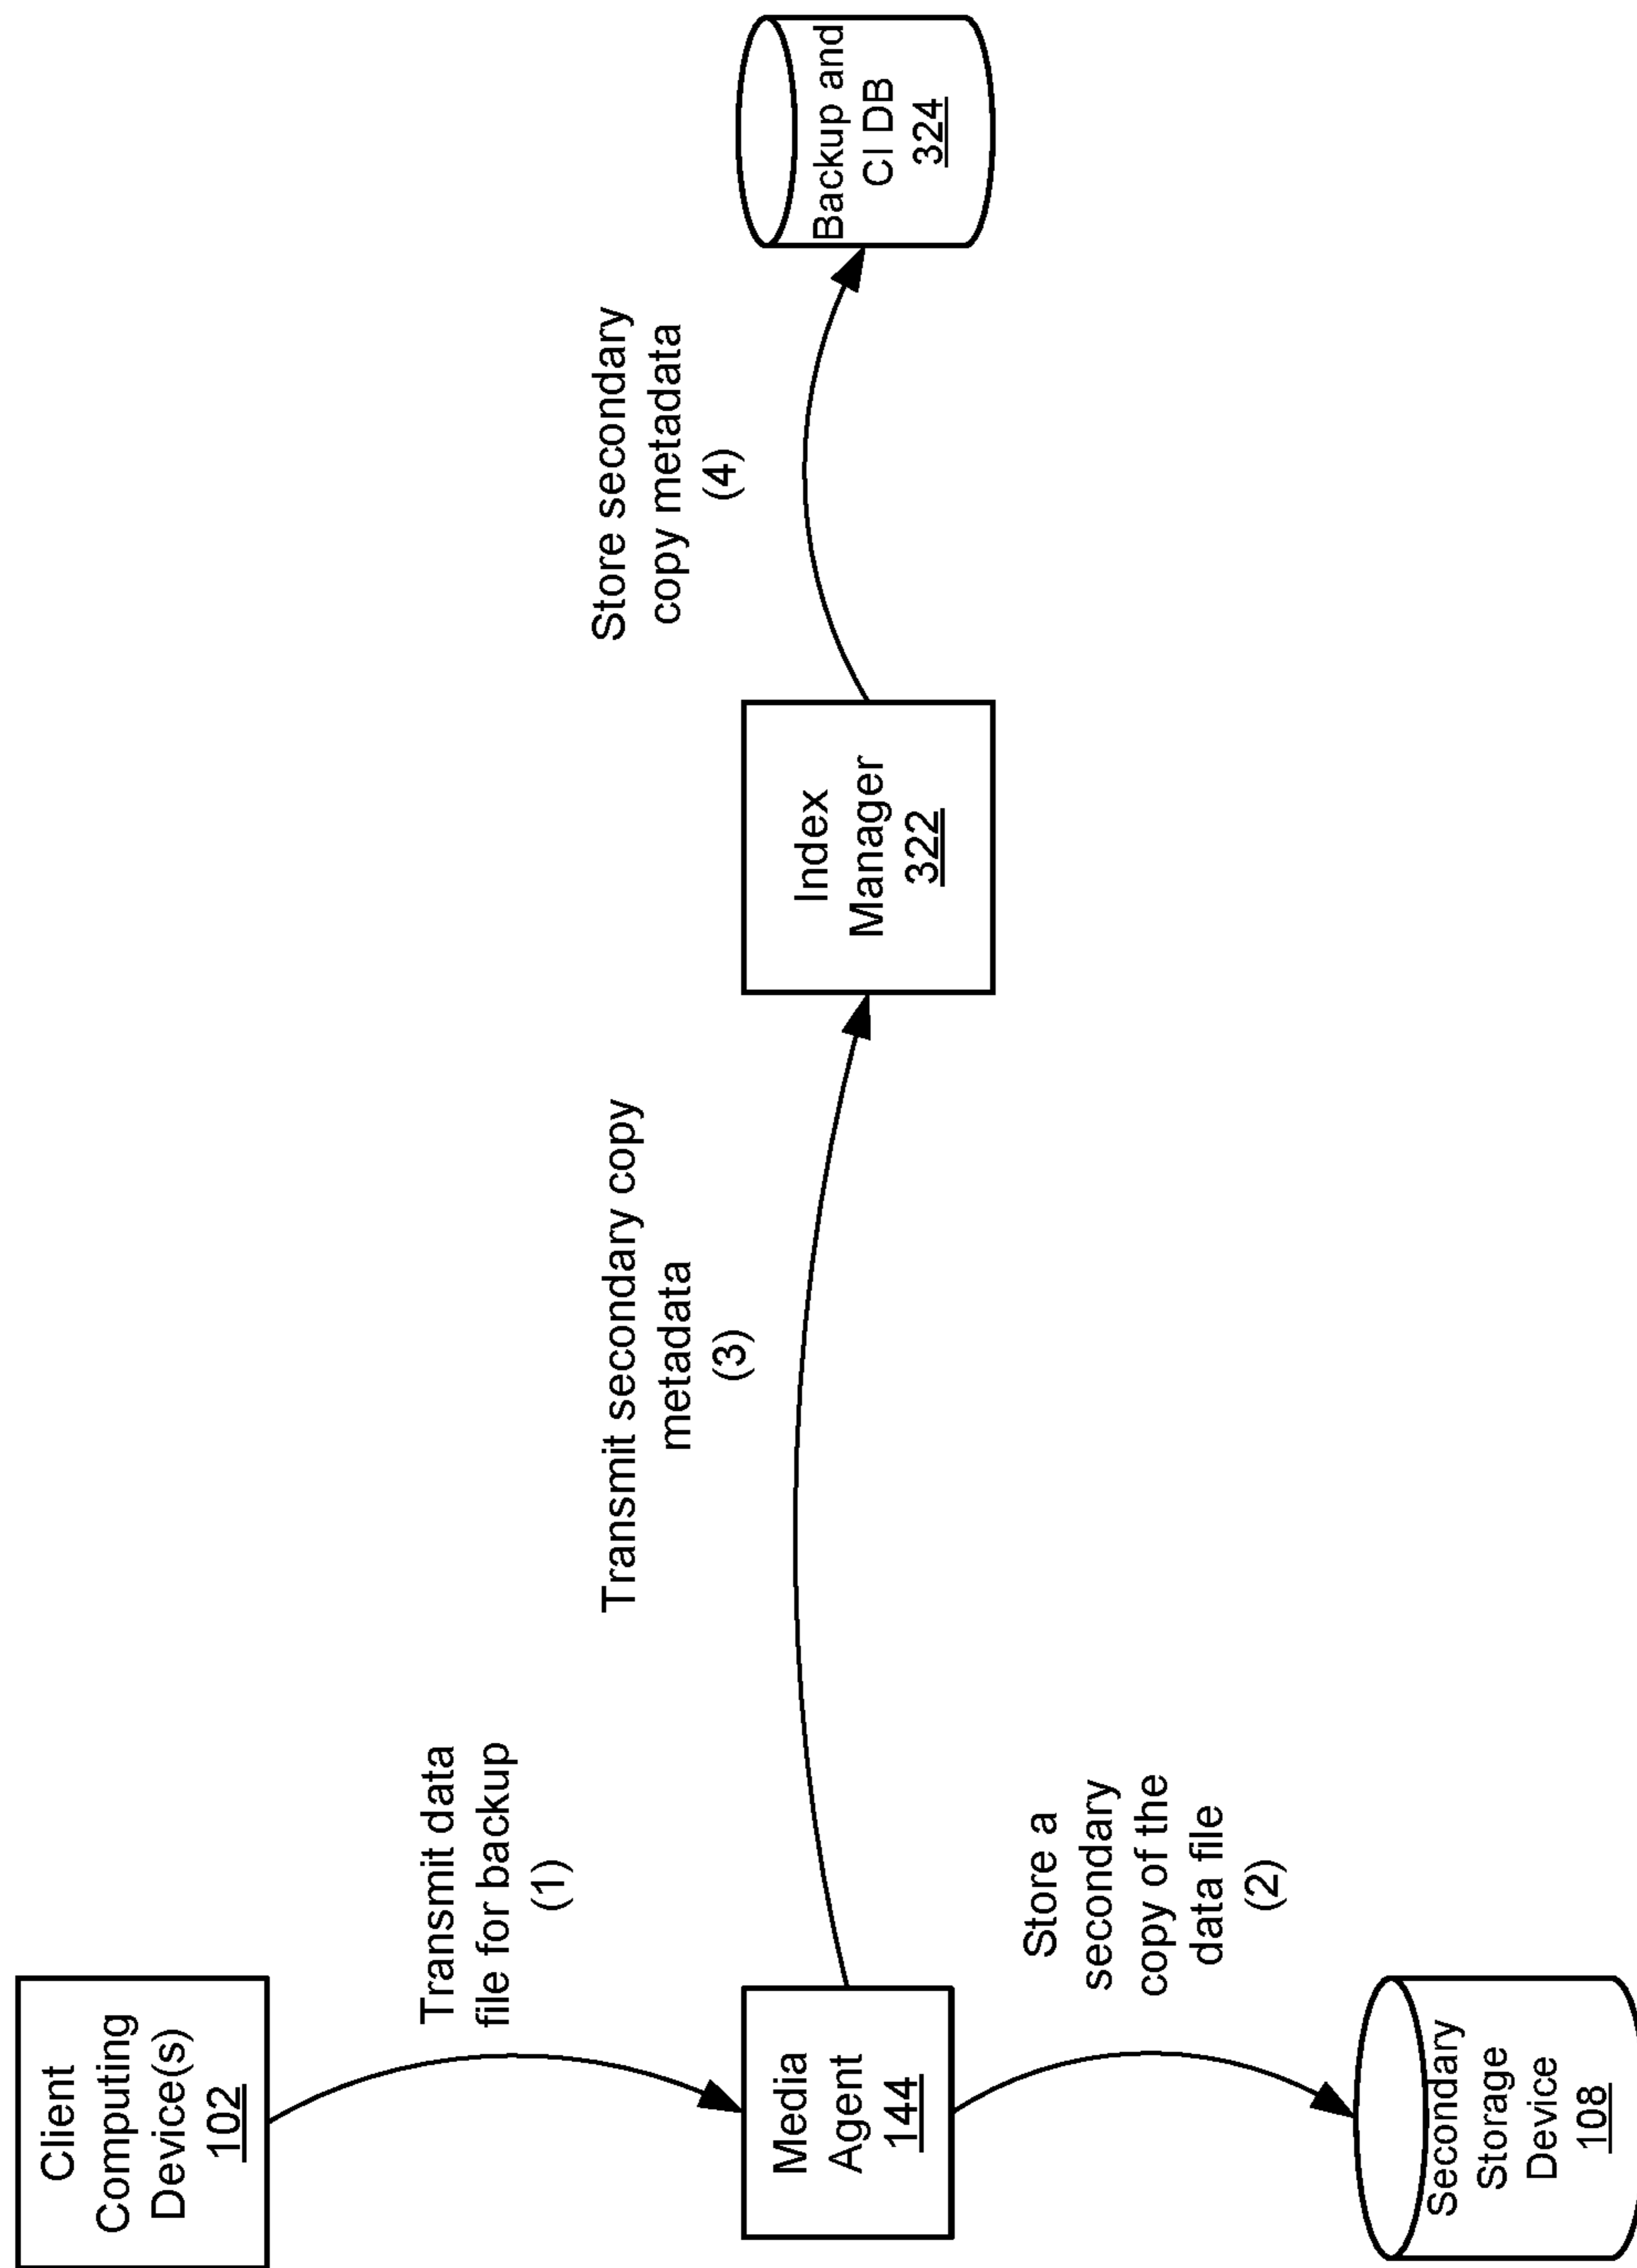 Client
Computing
Device(s)
102
Transmit data
file for backup
(1)
Media
Agent
144
Store a
secondary
copy of the
data file
(2)
Secondary
Storage
Device
108
Transmit secondary copy
metadata
(3)
Index
Manager
322
Store secondary
copy metadata
(4)
Backup and
CI DB
324